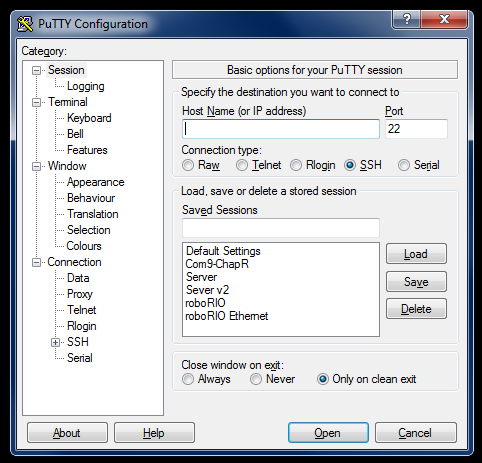 PuTTY Configuration
Category:
Session
Logging
Terminal
Keyboard
Bell
Features
Window
Appearance
Behaviour
Translation
Selection
Colours
Connection
Data
Proxy
Telnet
Rlogin
SSH
Serial
Basic options for your PuTTY session
Specify the destination you want to connect to
Host Name (or IP address) Port
22
Connection type:
Raw Telnet Rlogin SSH Serial
Load, save or delete a stored session
Saved Sessions
Default Settings
Com9-ChapR
Server
Sever v2
roboRIO
roboRIO Ethernet
Load
Save
Delete
Close window on exit:
Always Never Only on clean exit
About Help Open Cancel